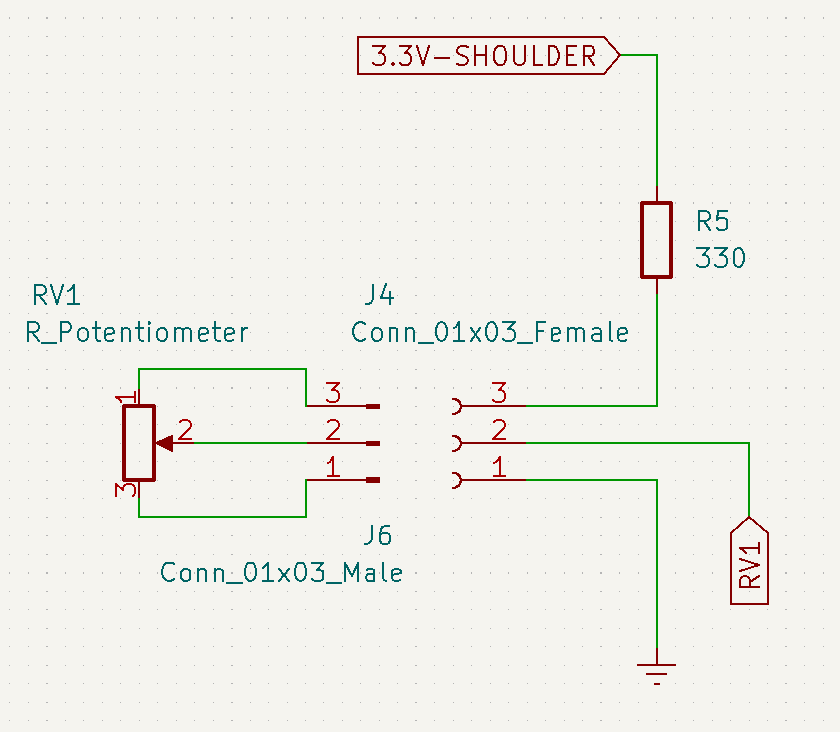 3.3V-SHOULDER
R5
330
RV1
R_Potentiometer
J4
Conn_01x03_Female
1
2
3
3
2
1
3
2
1
J6
Conn_01x03_Male
RV1